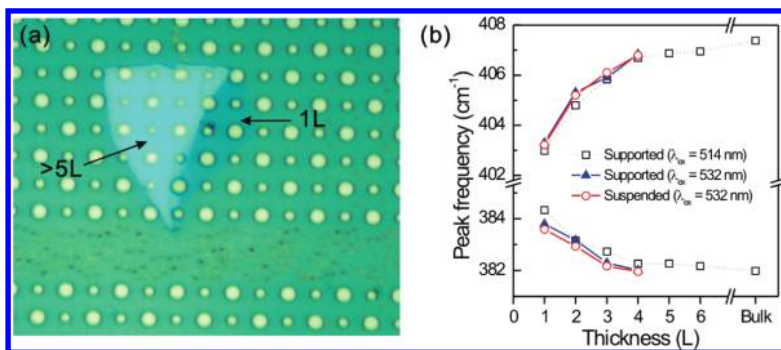 (a)
1L
>5L
(b)
Peak frequency (cm⁻¹)
408
406
404
402
384
382
Supported (λₑₓ = 514 nm)
Supported (λₑₓ = 532 nm)
Suspended (λₑₓ = 532 nm)
0 1 2 3 4 5 6 Bulk
Thickness (L)